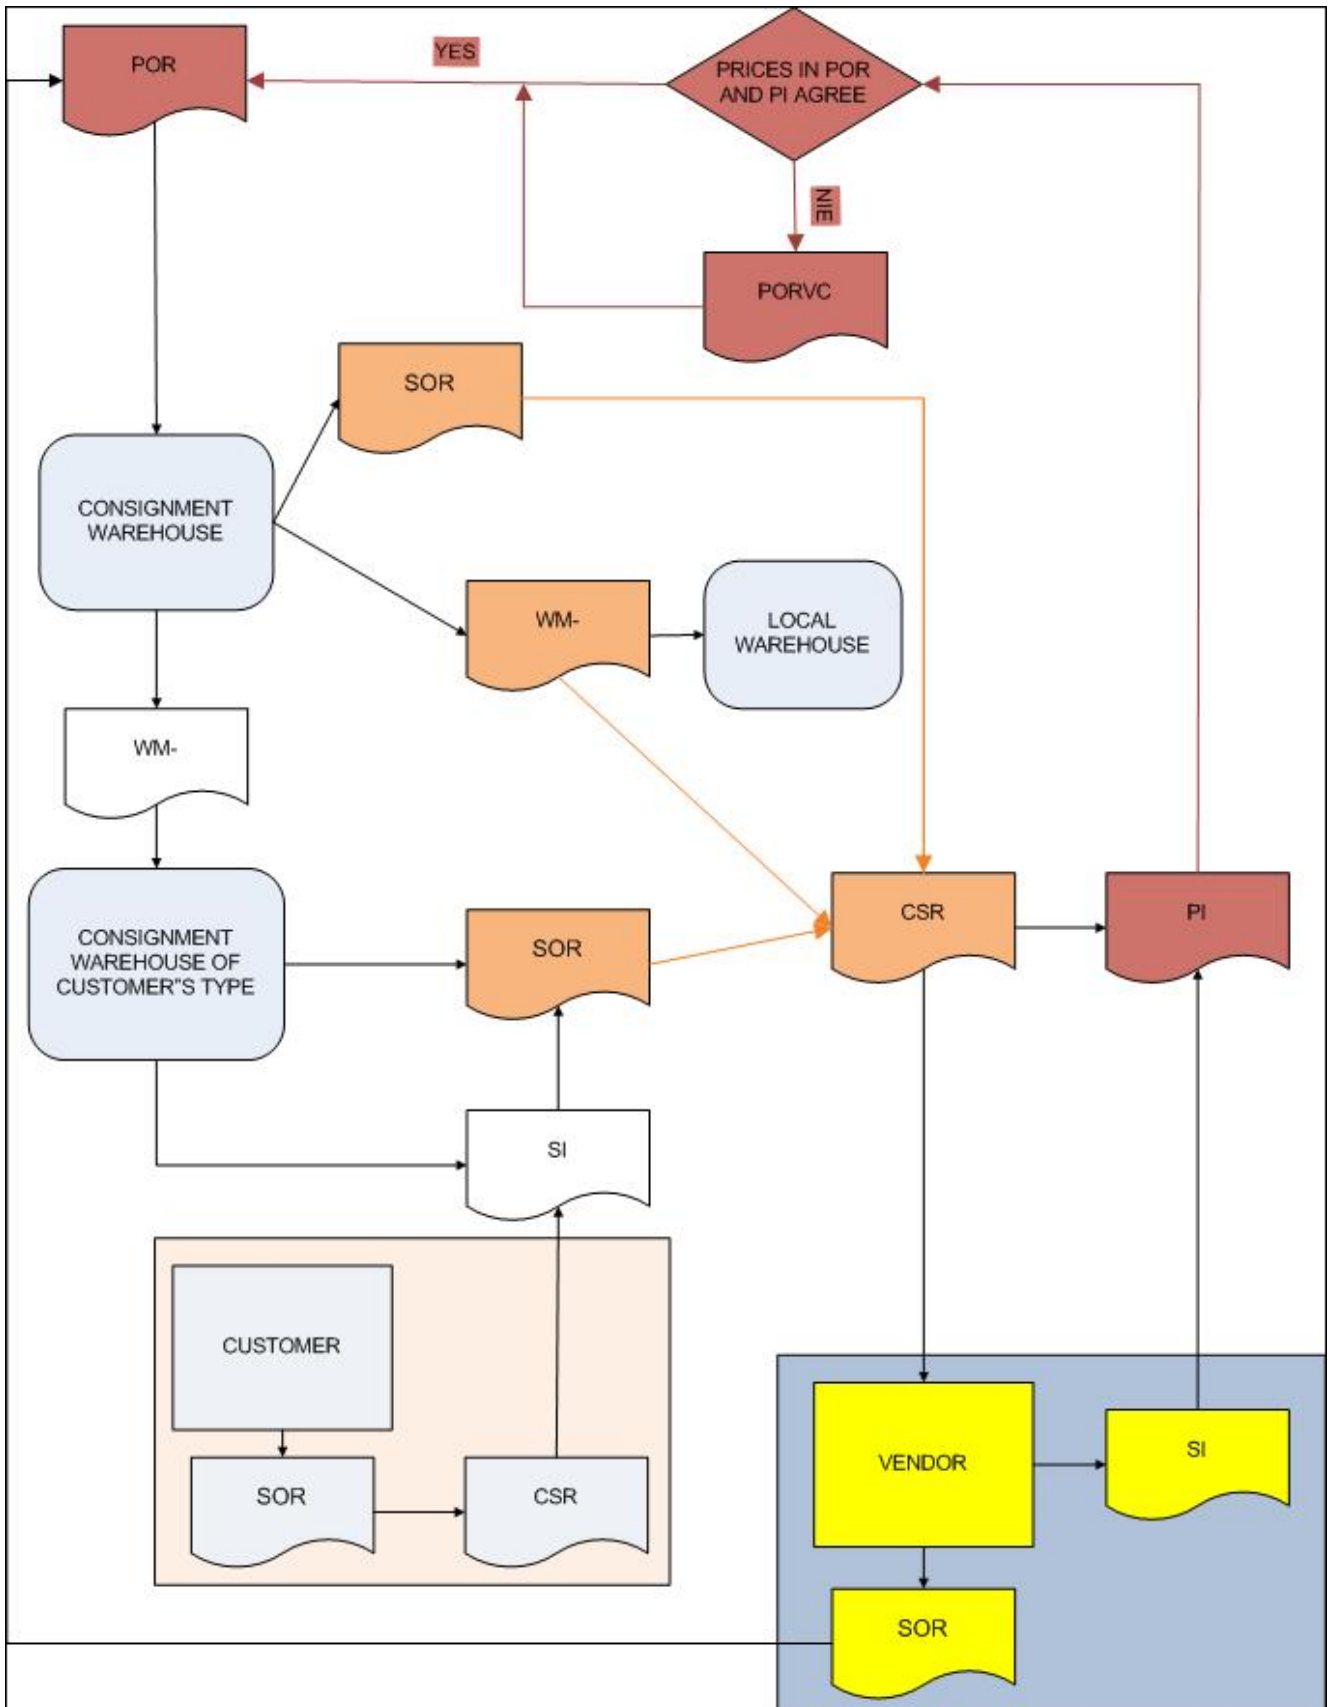 YES
POR
PRICES IN POR
AND PI AGREE
NIE
PORVC
SOR
CONSIGNMENT
WAREHOUSE
WM-
LOCAL
WAREHOUSE
WM-
CSR
PI
CONSIGNMENT
WAREHOUSE OF
CUSTOMER"S TYPE
SOR
SI
CUSTOMER
SOR
CSR
VENDOR
SI
SOR